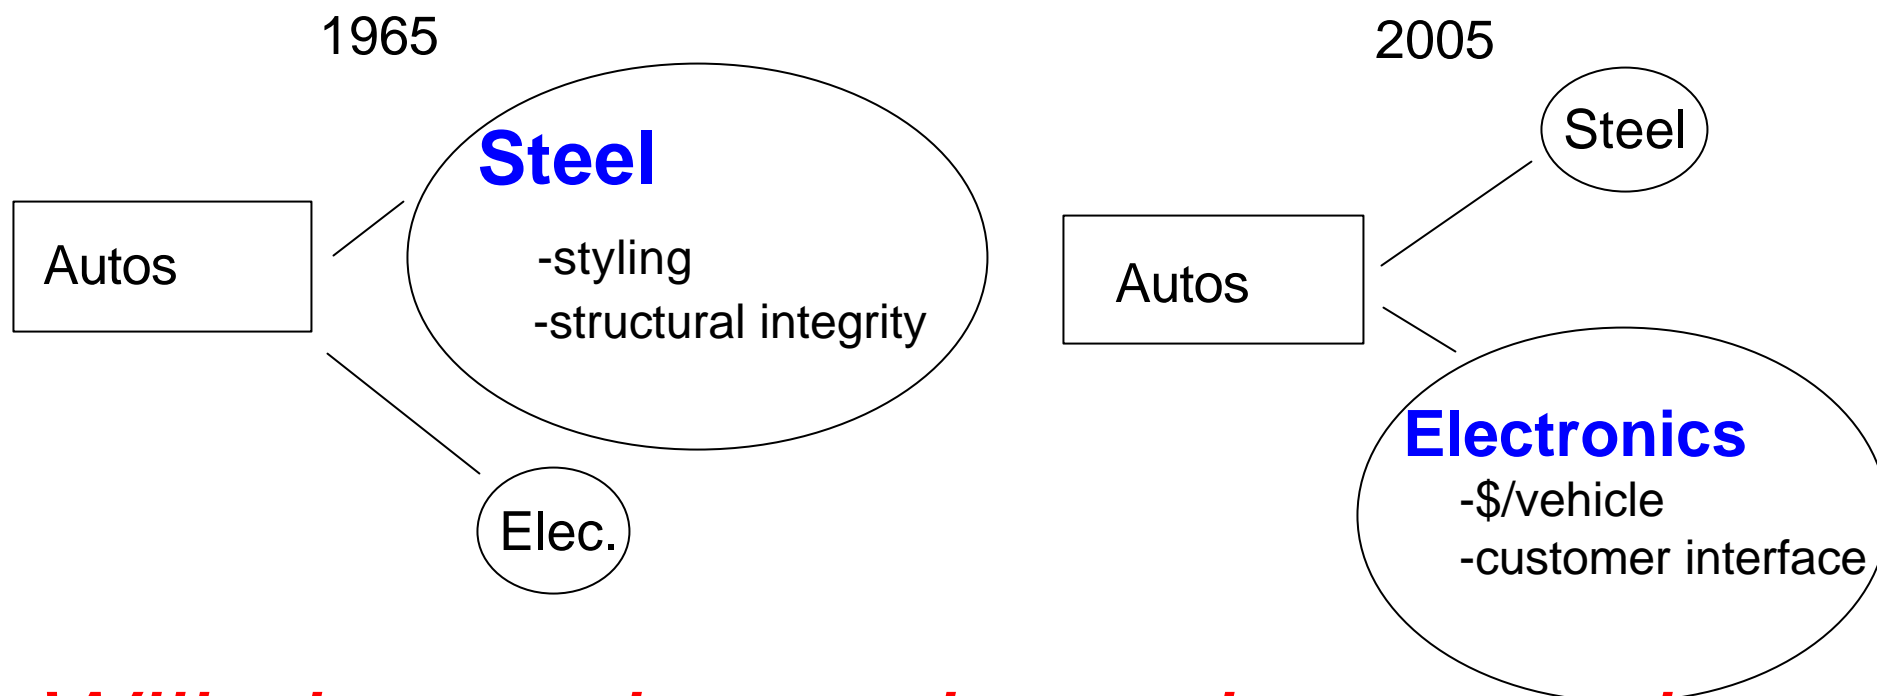 1965
Autos
Steel
-styling
-structural integrity
Elec.
2005
Steel
Autos
Electronics
-$/vehicle
-customer interface